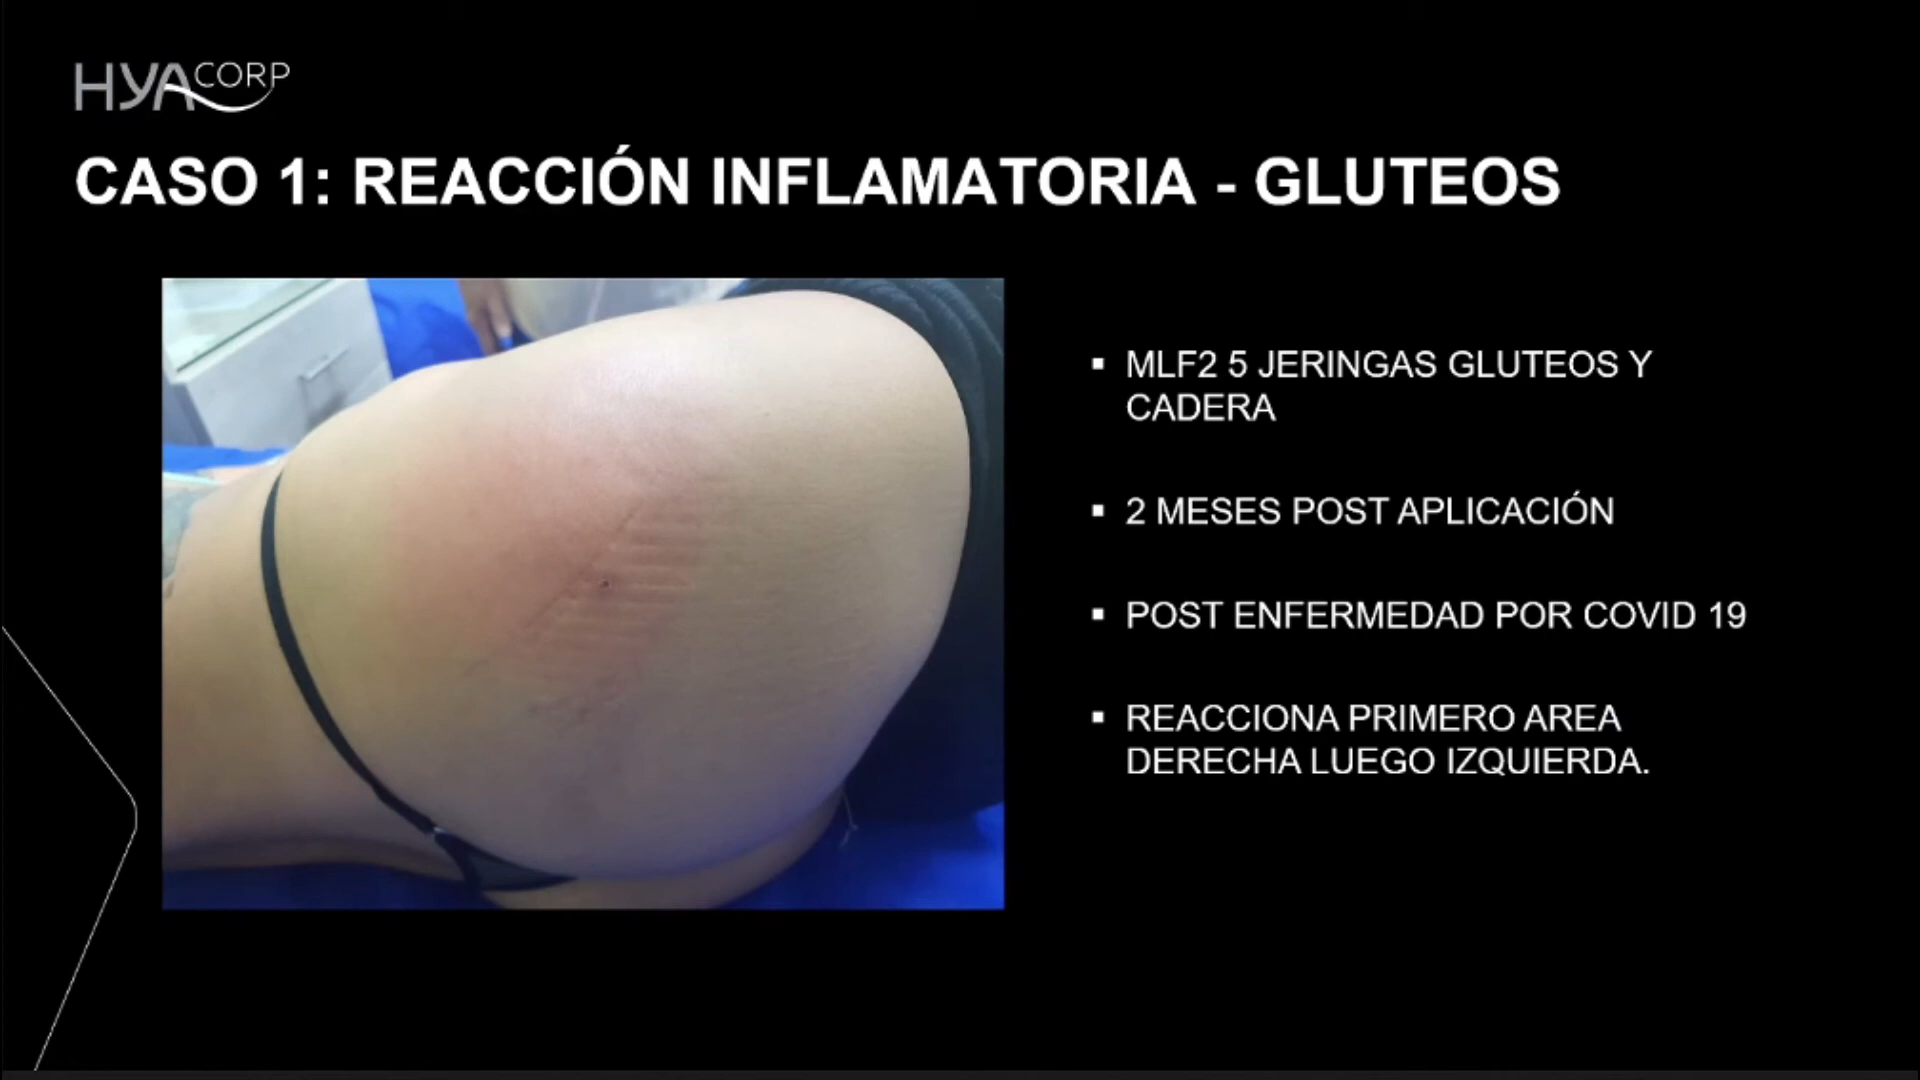 HYACORP
CASO 1: REACCIÓN INFLAMATORIA - GLUTEOS
▪ MLF2 5 JERINGAS GLUTEOS Y
CADERA
▪ 2 MESES POST APLICACIÓN
▪ POST ENFERMEDAD POR COVID 19
▪ REACCIONA PRIMERO AREA
DERECHA LUEGO IZQUIERDA.